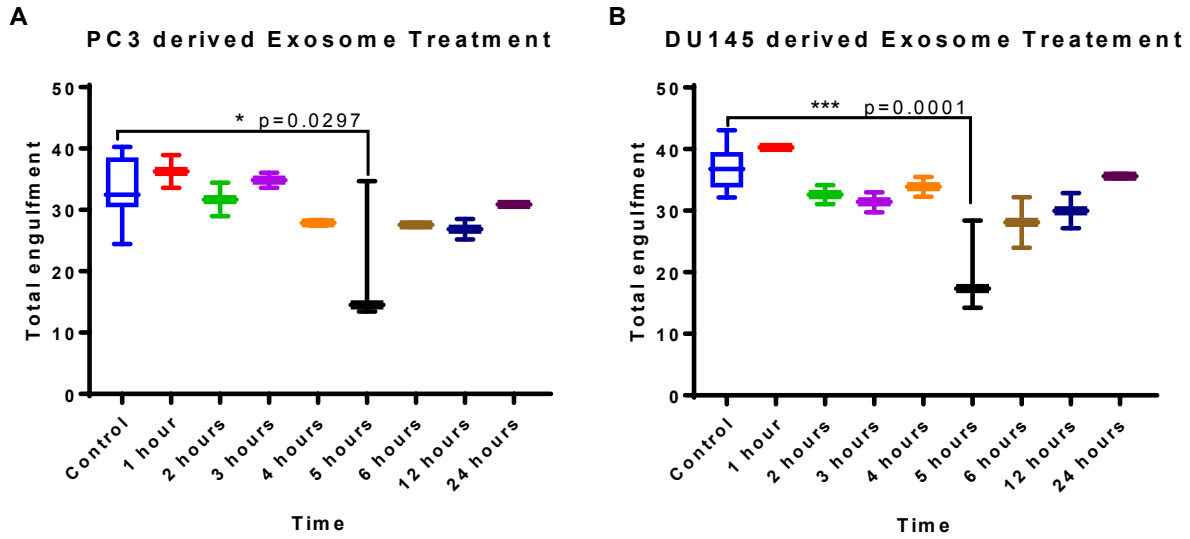 A
PC3 derived Exosome Treatment
Total engulfment
50
40
30
20
10
0
* p=0.0297
Control
1 hour
2 hours
3 hours
4 hours
5 hours
6 hours
12 hours
24 hours
Time
B
DU145 derived Exosome Treatement
Total engulfment
50
40
30
20
10
0
*** p=0.0001
Control
1 hour
2 hours
3 hours
4 hours
5 hours
6 hours
12 hours
24 hours
Time